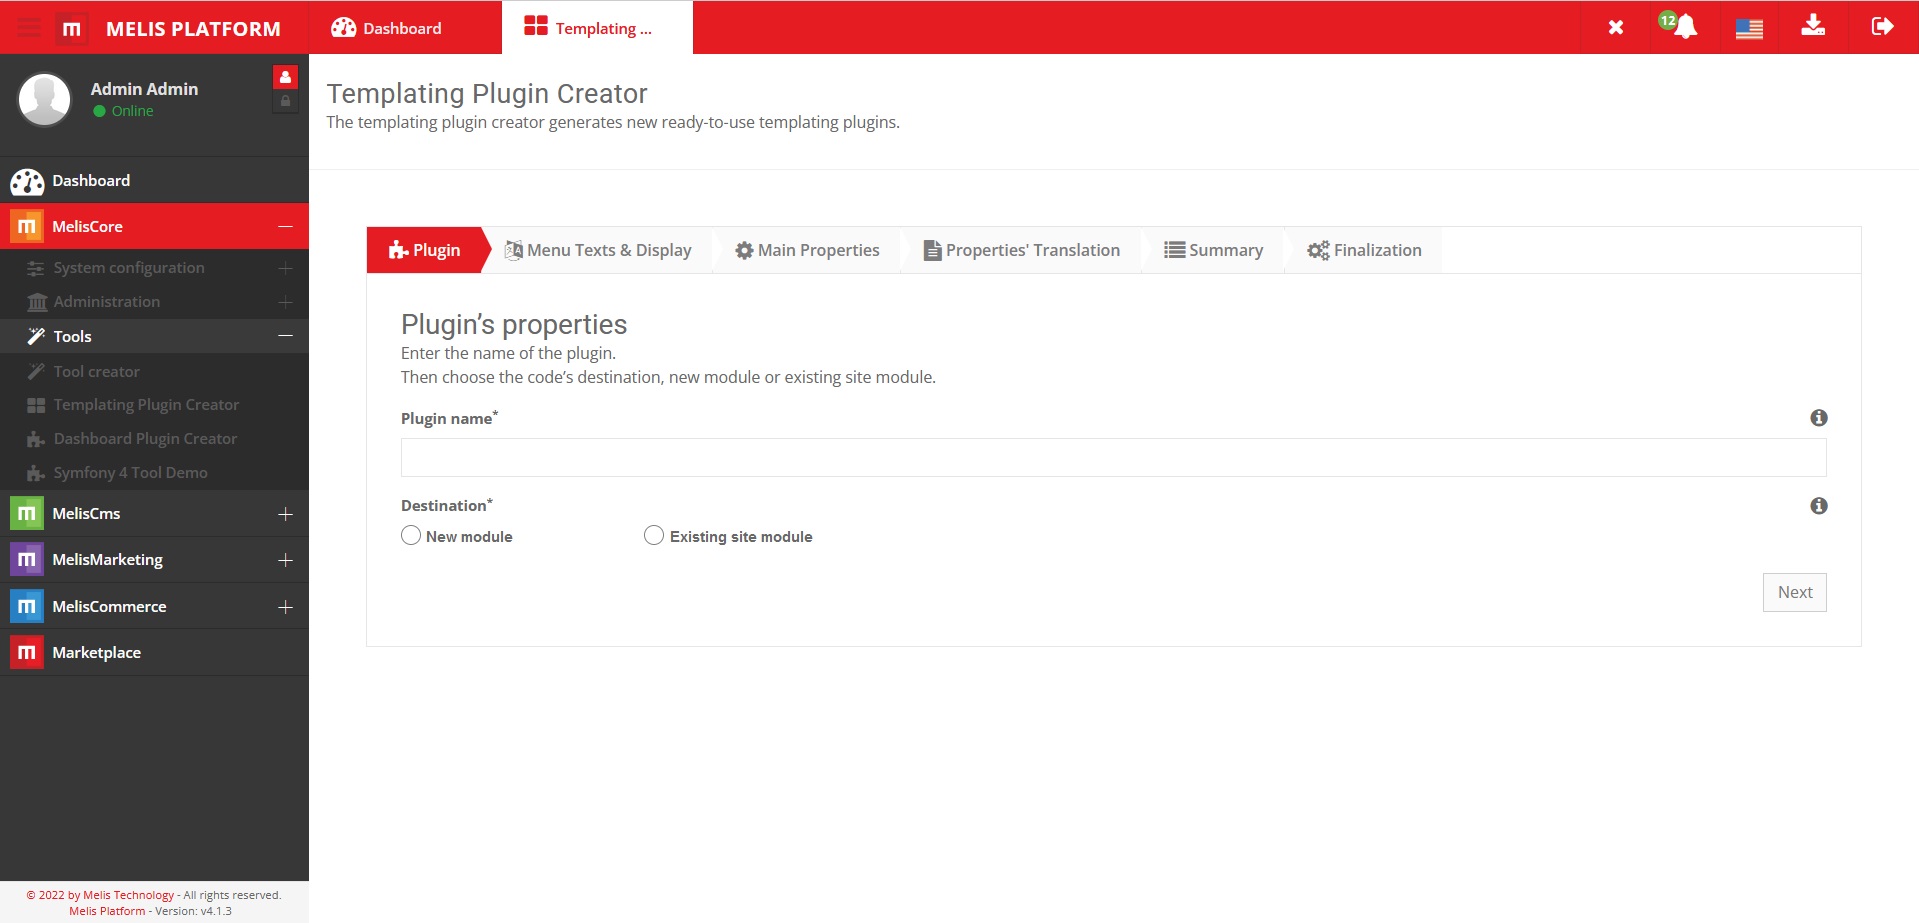 MELIS PLATFORM
Dashboard
Templating ...
12
Admin Admin
Online
Dashboard
MelisCore
System configuration
Administration
Tools
Tool creator
Templating Plugin Creator
Dashboard Plugin Creator
Symfony 4 Tool Demo
MelisCms
MelisMarketing
MelisCommerce
Marketplace
© 2022 by Melis Technology - All rights reserved.
Melis Platform - Version: v4.1.3
Templating Plugin Creator
The templating plugin creator generates new ready-to-use templating plugins.
Plugin
Menu Texts & Display
Main Properties
Properties' Translation
Summary
Finalization
Plugin’s properties
Enter the name of the plugin.
Then choose the code’s destination, new module or existing site module.
Plugin name*
Destination*
New module
Existing site module
Next